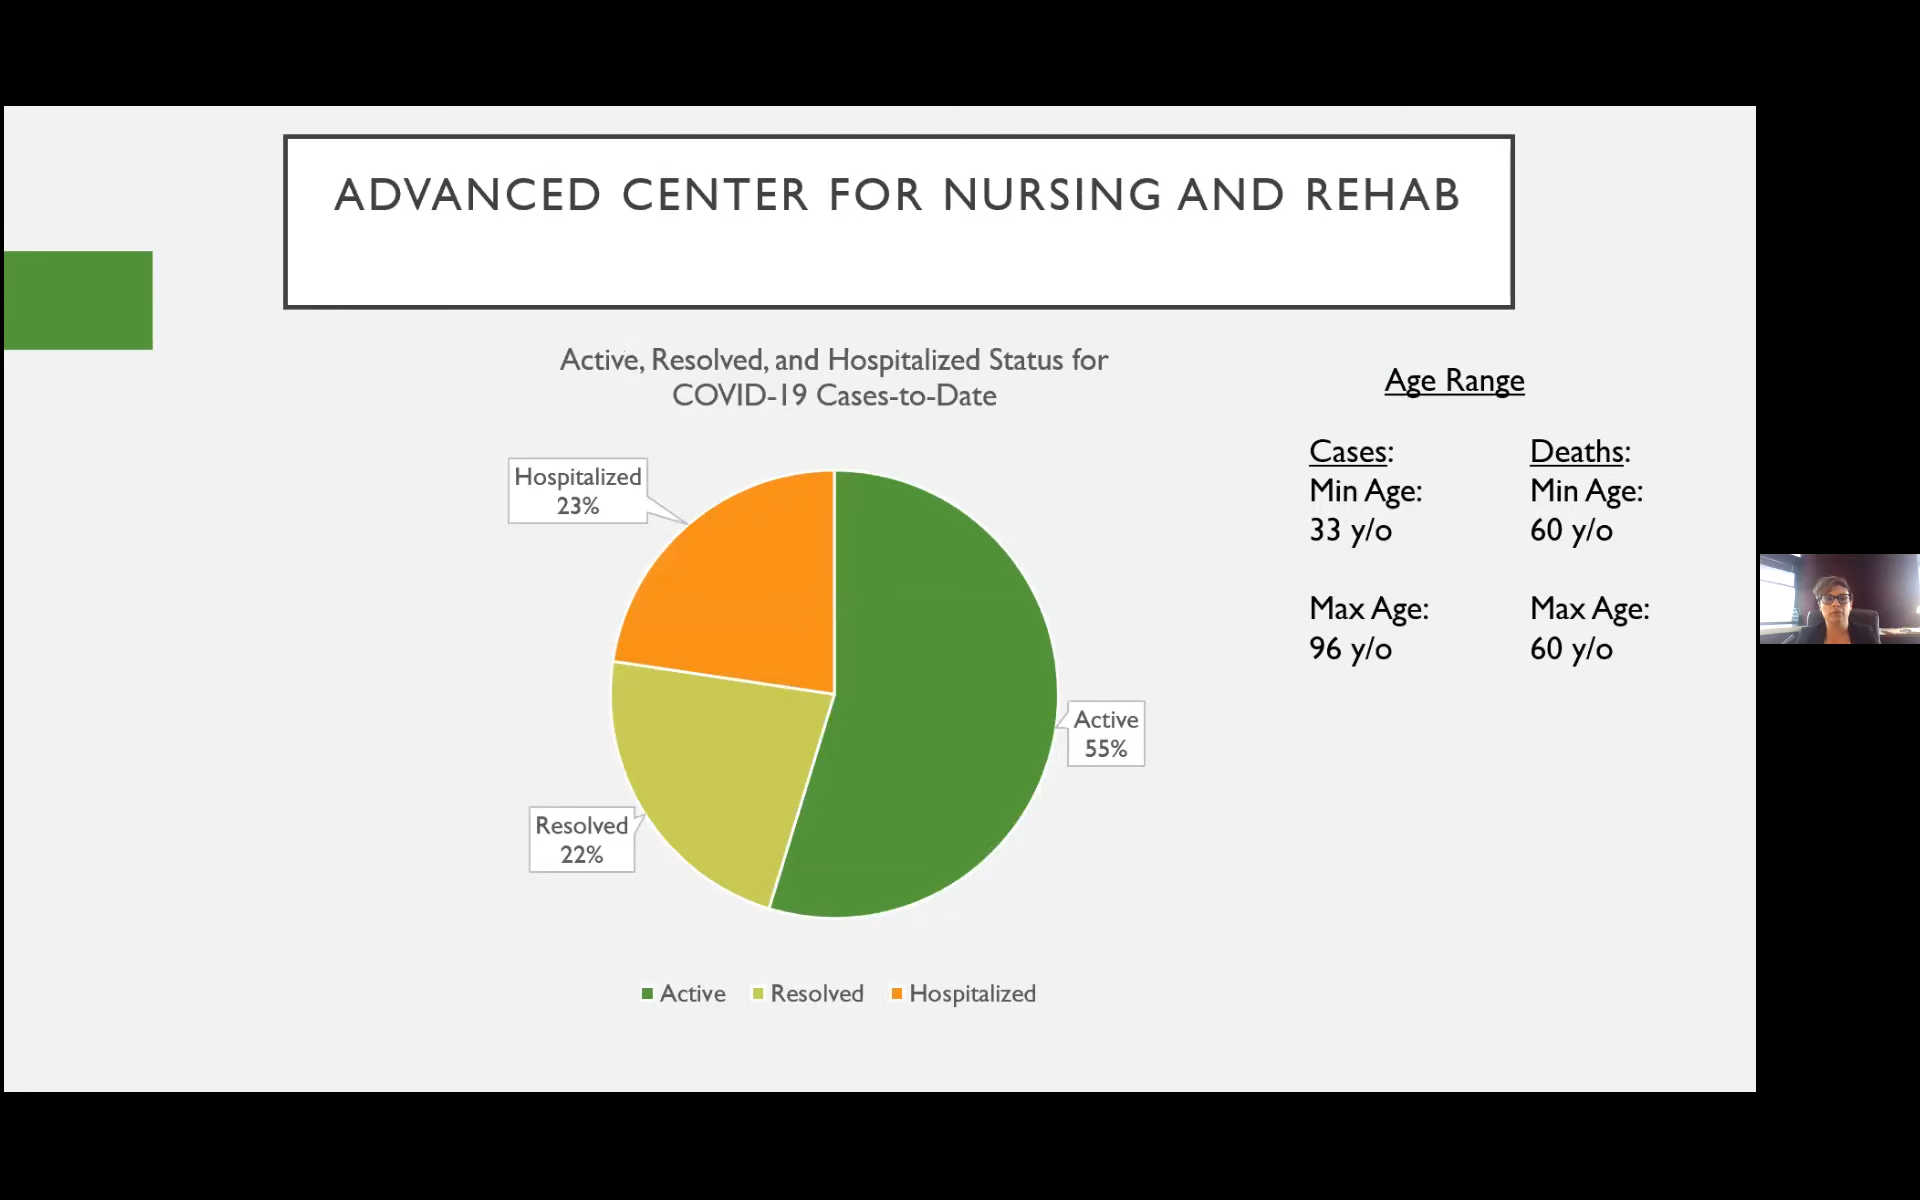 ADVANCED CENTER FOR NURSING AND REHAB
Active, Resolved, and Hospitalized Status for
COVID-19 Cases-to-Date
Hospitalized
23%
Active
55%
Resolved
22%
Active Resolved Hospitalized
Age Range
Cases:
Min Age:
33 y/o
Max Age:
96 y/o
Deaths:
Min Age:
60 y/o
Max Age:
60 y/o